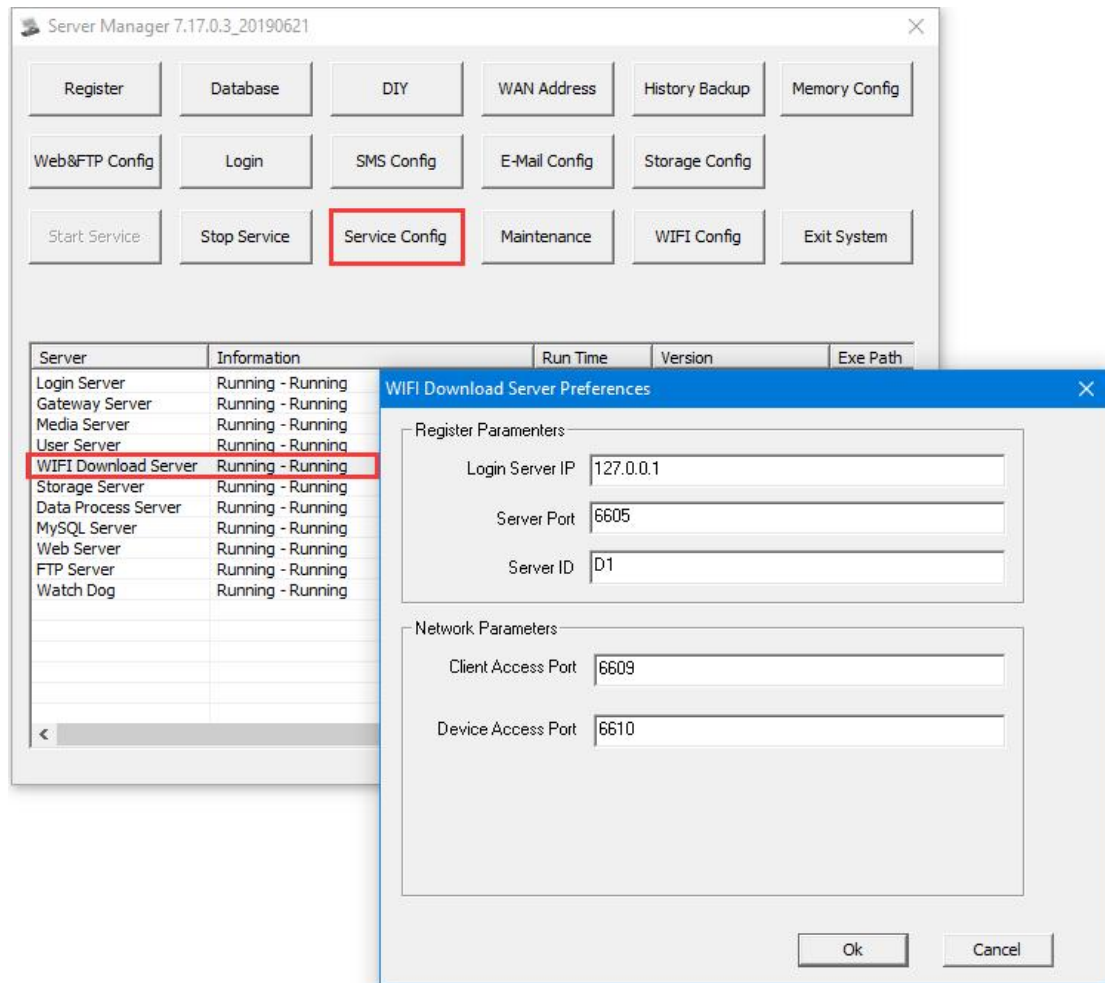 Server Manager 7.17.0.3_20190621
Register Database DIY WAN Address History Backup Memory Config
Web&FTP Config Login SMS Config E-Mail Config Storage Config
Start Service Stop Service Service Config Maintenance WIFI Config Exit System
Server Information Run Time Version Exe Path
Login Server Running - Running
Gateway Server Running - Running
Media Server Running - Running
User Server Running - Running
WIFI Download Server Running - Running
Storage Server Running - Running
Data Process Server Running - Running
MySQL Server Running - Running
Web Server Running - Running
FTP Server Running - Running
Watch Dog Running - Running
WIFI Download Server Preferences
Register Paramenters
Login Server IP 127.0.0.1
Server Port 6605
Server ID D1
Network Parameters
Client Access Port 6609
Device Access Port 6610
Ok Cancel